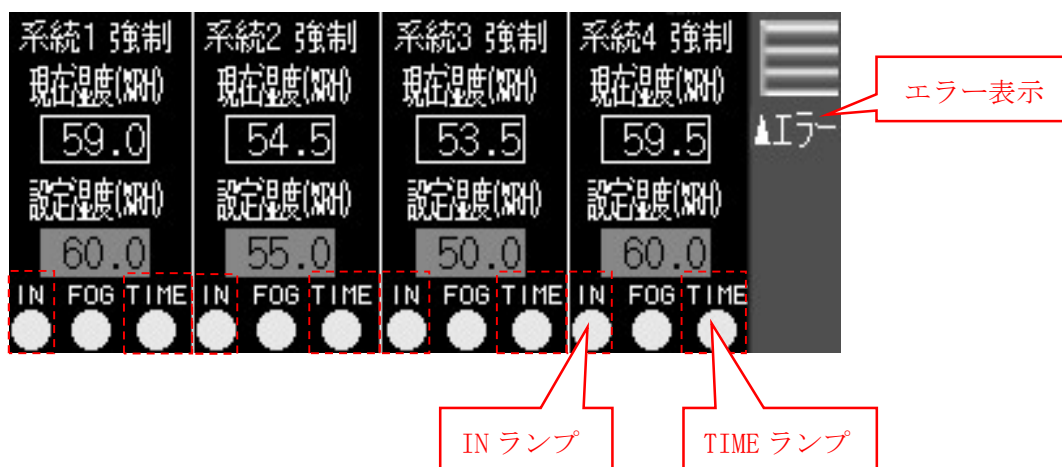 系統1 強制 系統2 強制 系統3 強制 系統4 強制
現在湿度(%RH) 現在湿度(%RH) 現在湿度(%RH) 現在湿度(%RH)
59.0 54.5 53.5 59.5
設定湿度(%RH) 設定湿度(%RH) 設定湿度(%RH) 設定湿度(%RH)
60.0 55.0 50.0 60.0
IN FOG TIME IN FOG TIME IN FOG TIME IN FOG TIME
▲エラー
エラー表示
IN ランプ
TIME ランプ